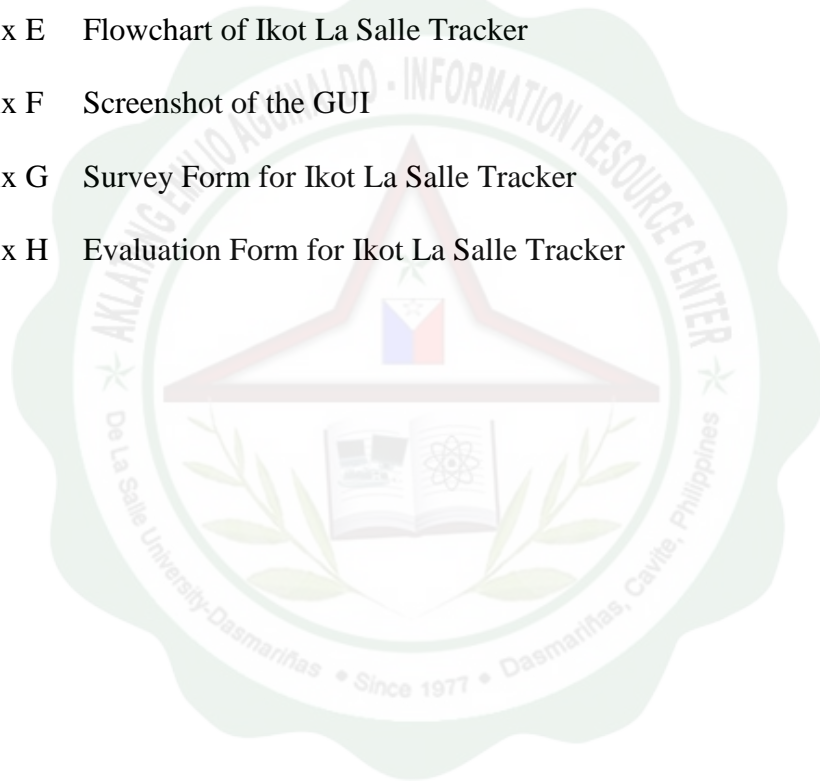 x E Flowchart of Ikot La Salle Tracker
x F Screenshot of the GUI
x G Survey Form for Ikot La Salle Tracker
x H Evaluation Form for Ikot La Salle Tracker
AKLATANG EMILIO AGUINALDO - INFORMATION RESOURCE CENTER
De La Salle University-Dasmariñas • Since 1977 • Dasmariñas, Cavite, Philippines